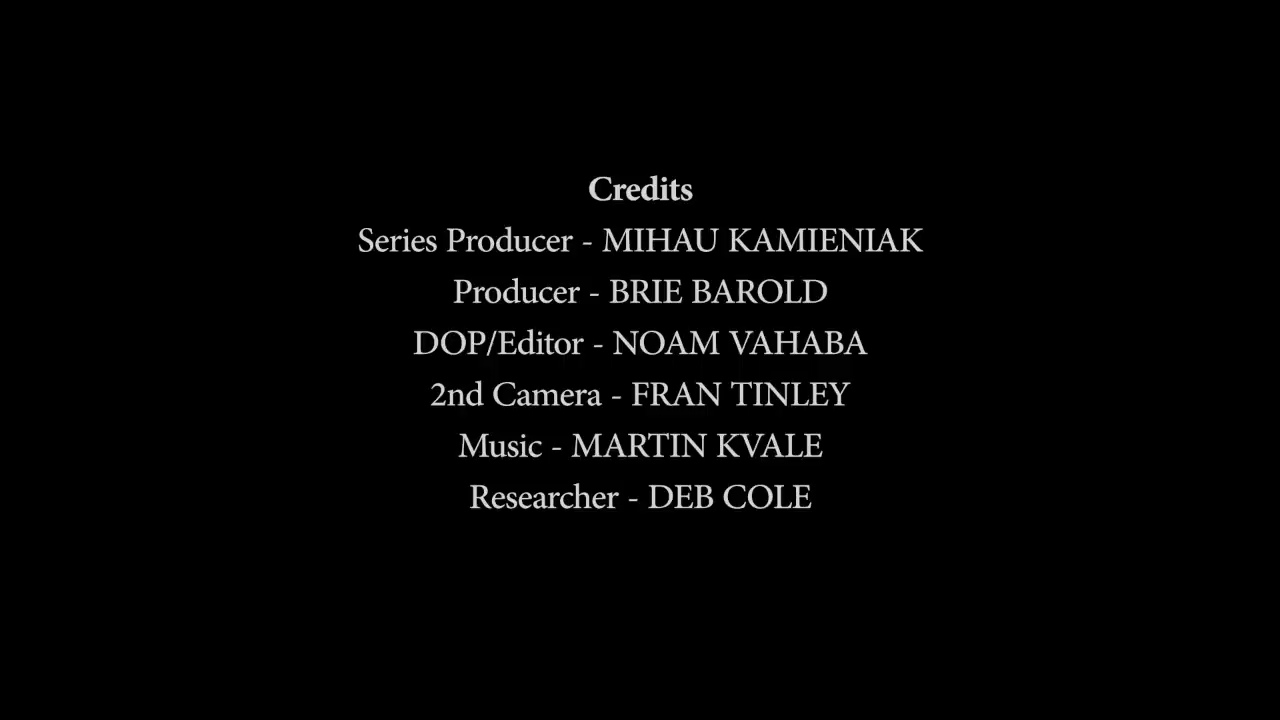 Credits
Series Producer - MIHAU KAMIENIAK
Producer - BRIE BAROLD
DOP/Editor - NOAM VAHABA
2nd Camera - FRAN TINLEY
Music - MARTIN KVALE
Researcher - DEB COLE